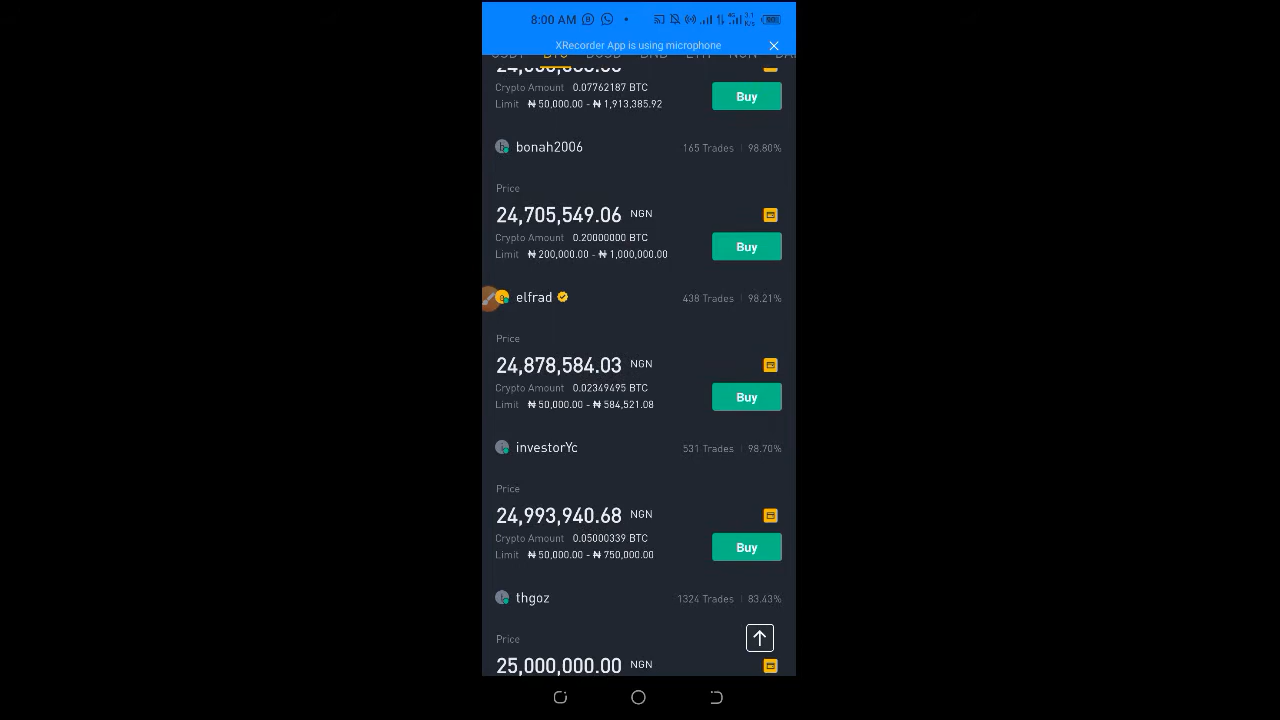 8:00 AM
XRecorder App is using microphone
Crypto Amount 0.07762187 BTC
Limit ₦ 50,000.00 - ₦ 1,913,385.92
Buy
bonah2006 165 Trades | 98.80%
Price
24,705,549.06 NGN
Crypto Amount 0.20000000 BTC
Limit ₦ 200,000.00 - ₦ 1,000,000.00
Buy
elfrad 438 Trades | 98.21%
Price
24,878,584.03 NGN
Crypto Amount 0.02349495 BTC
Limit ₦ 50,000.00 - ₦ 584,521.08
Buy
investorYc 531 Trades | 98.70%
Price
24,993,940.68 NGN
Crypto Amount 0.05000339 BTC
Limit ₦ 50,000.00 - ₦ 750,000.00
Buy
thgoz 1324 Trades | 83.43%
Price
25,000,000.00 NGN